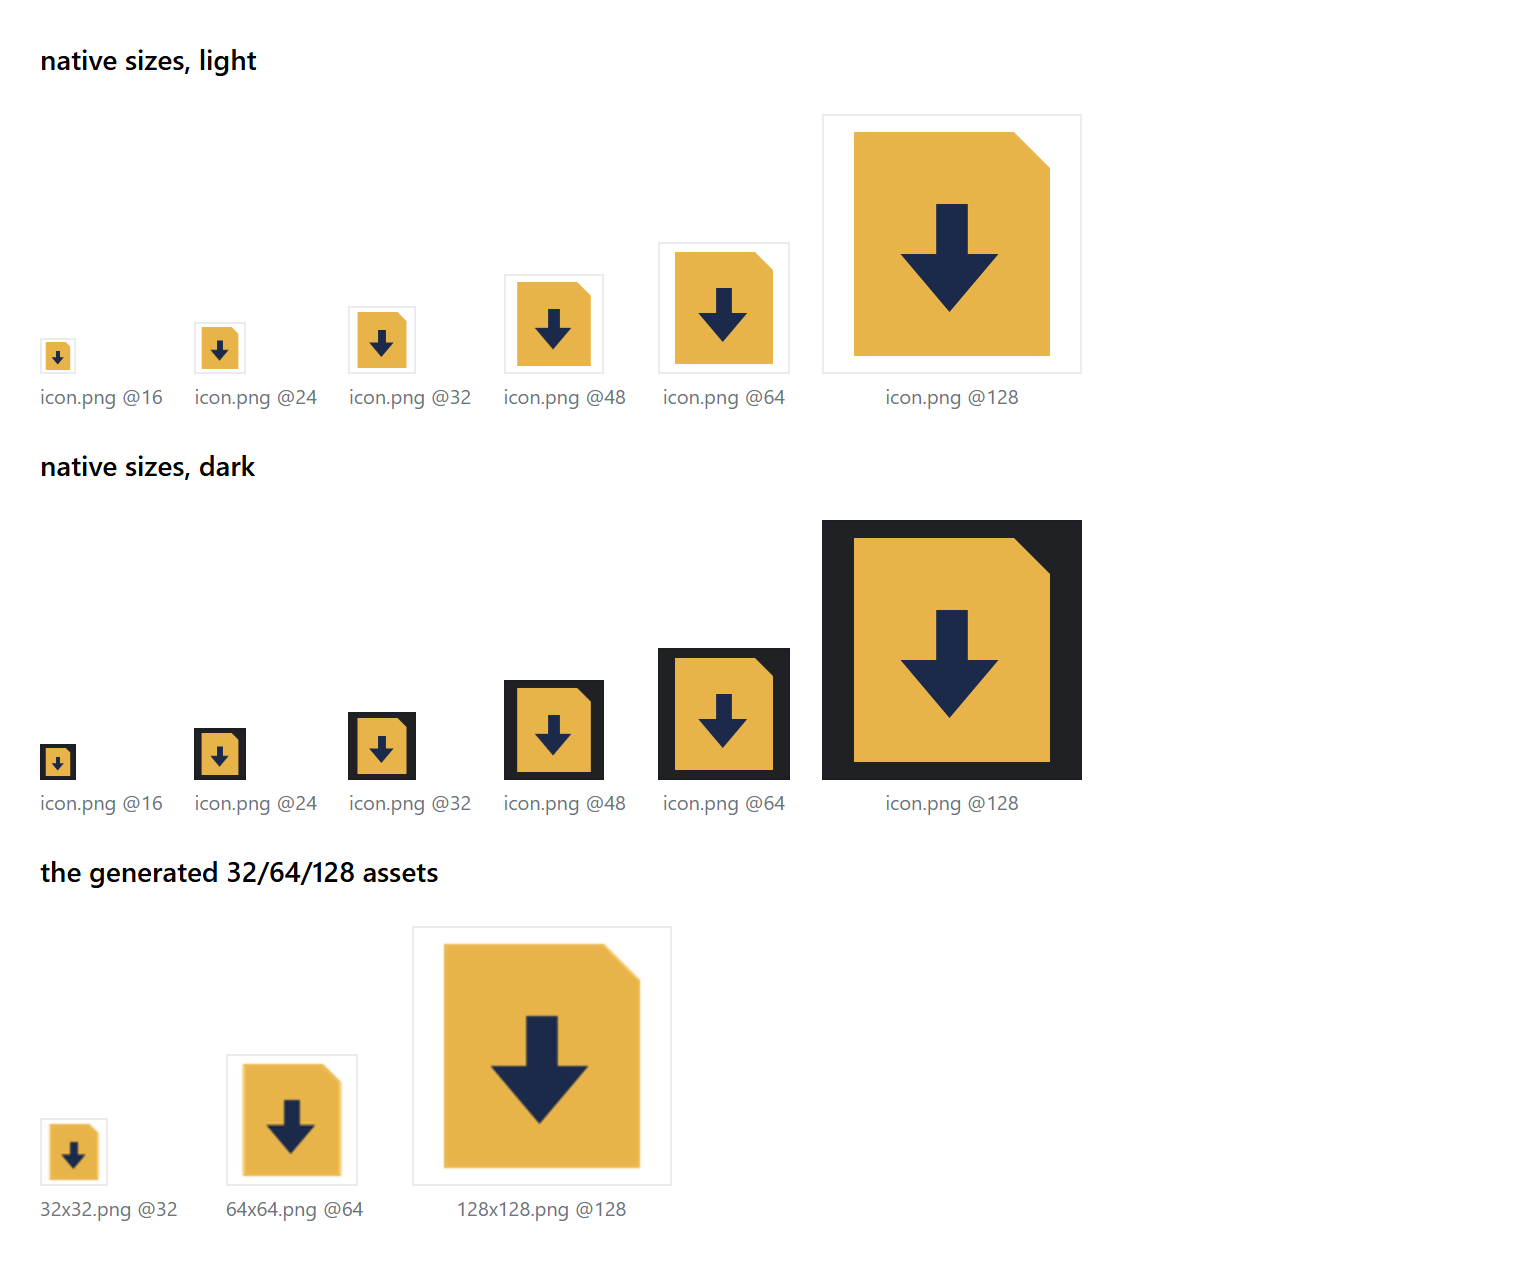 native sizes, light
icon.png @16 icon.png @24 icon.png @32 icon.png @48 icon.png @64 icon.png @128
native sizes, dark
icon.png @16 icon.png @24 icon.png @32 icon.png @48 icon.png @64 icon.png @128
the generated 32/64/128 assets
32x32.png @32 64x64.png @64 128x128.png @128